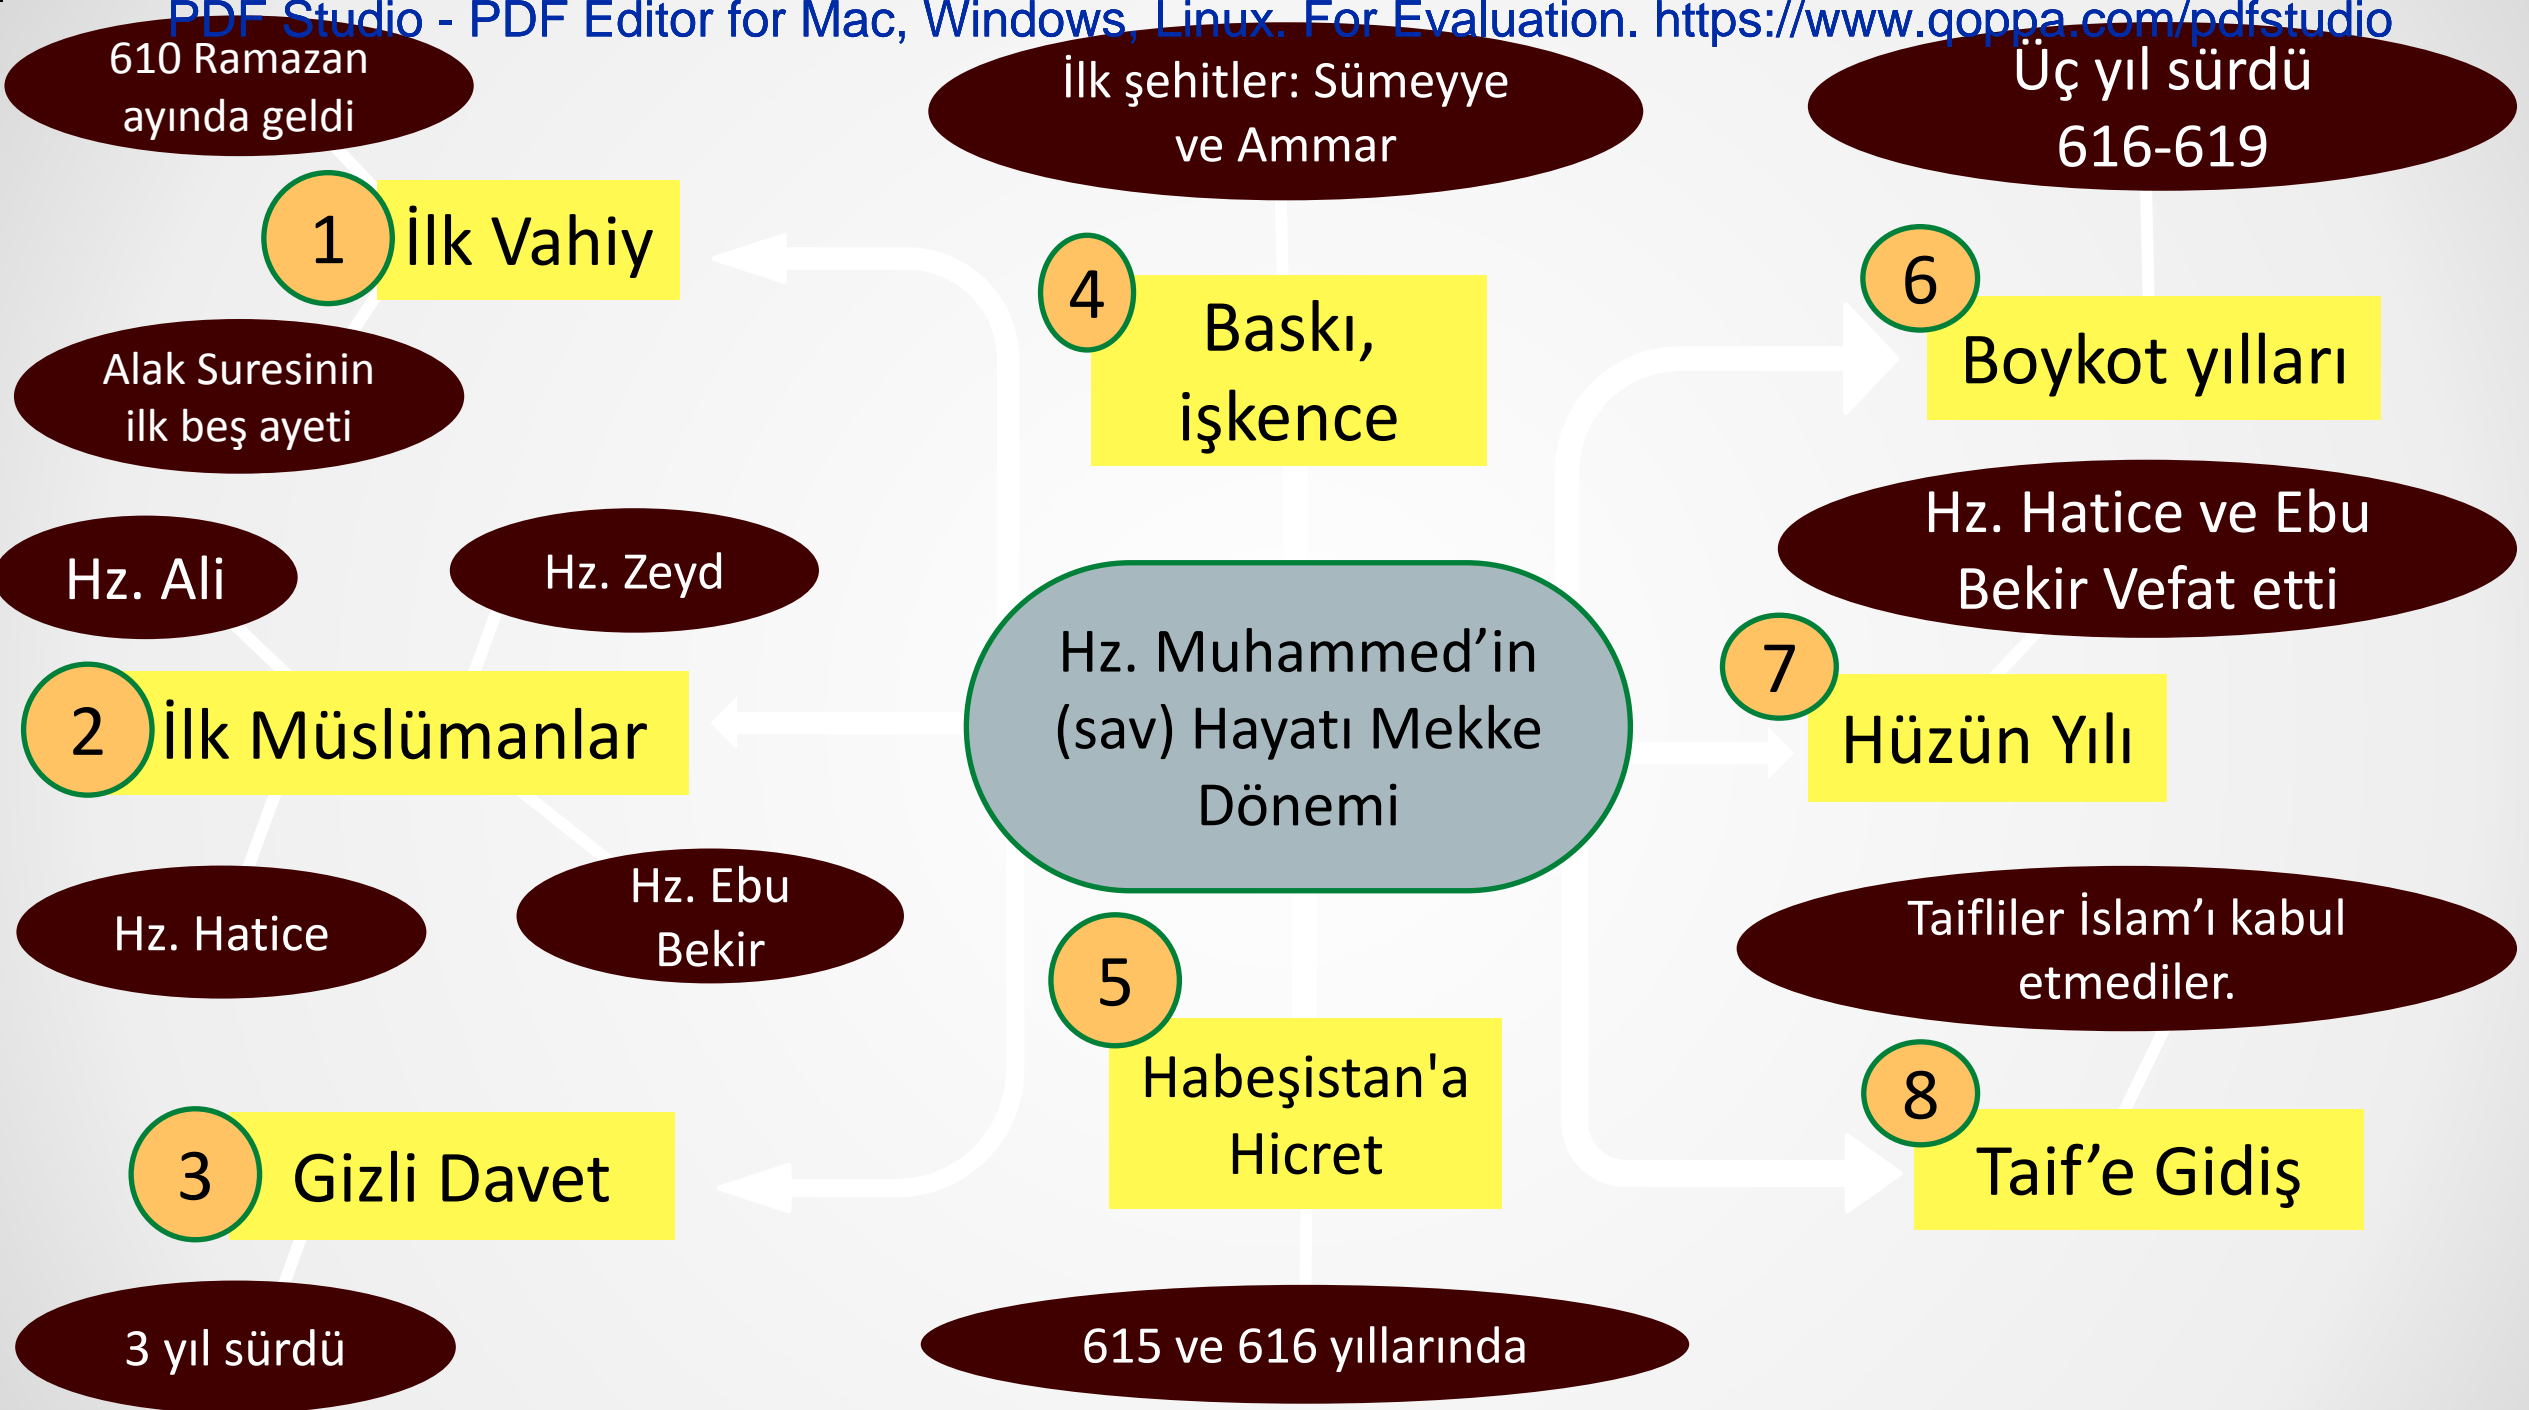 PDF Studio - PDF Editor for Mac, Windows, Linux. For Evaluation. https://www.qoppa.com/pdfstudio
610 Ramazan
ayında geldi
1
İlk Vahiy
Alak Suresinin
ilk beş ayeti
Hz. Ali
Hz. Zeyd
2
İlk Müslümanlar
Hz. Hatice
Hz. Ebu
Bekir
3
Gizli Davet
3 yıl sürdü
İlk şehitler: Sümeyye
ve Ammar
4
Baskı,
işkence
Hz. Muhammed’in
(sav) Hayatı Mekke
Dönemi
5
Habeşistan'a
Hicret
615 ve 616 yıllarında
Üç yıl sürdü
616-619
6
Boykot yılları
Hz. Hatice ve Ebu
Bekir Vefat etti
7
Hüzün Yılı
Taifliler İslam’ı kabul
etmediler.
8
Taif’e Gidiş